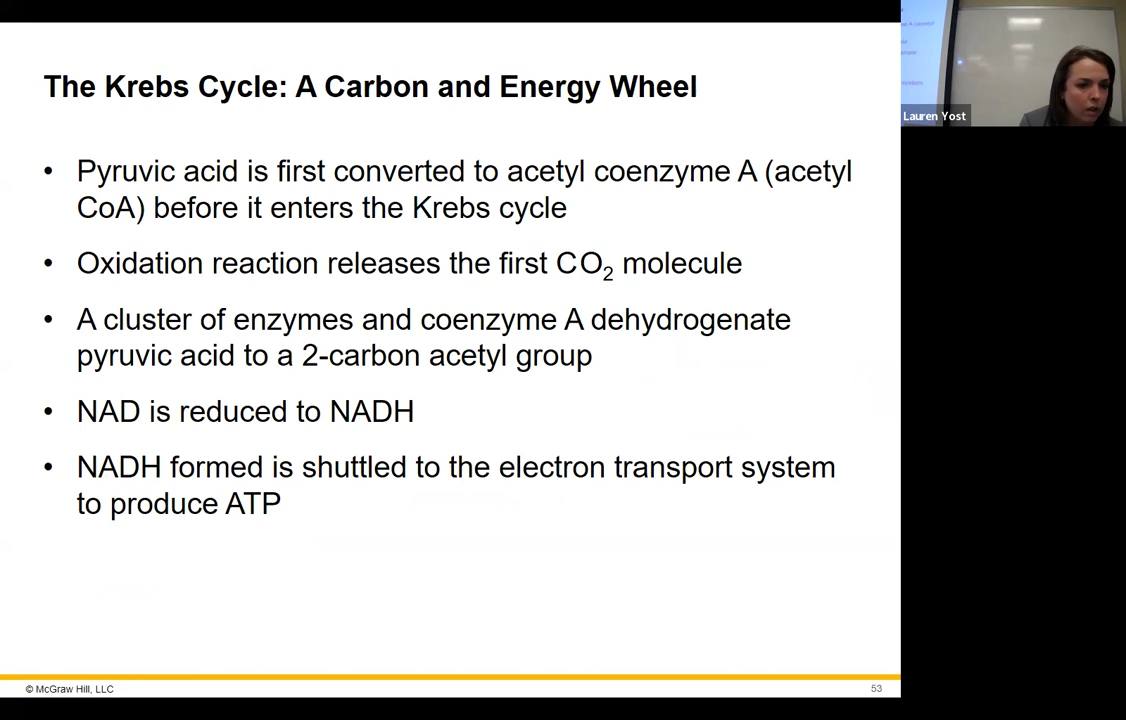 The Krebs Cycle: A Carbon and Energy Wheel
• Pyruvic acid is first converted to acetyl coenzyme A (acetyl
CoA) before it enters the Krebs cycle
• Oxidation reaction releases the first CO₂ molecule
• A cluster of enzymes and coenzyme A dehydrogenate
pyruvic acid to a 2-carbon acetyl group
• NAD is reduced to NADH
• NADH formed is shuttled to the electron transport system
to produce ATP
© McGraw Hill, LLC
53
Lauren Yost